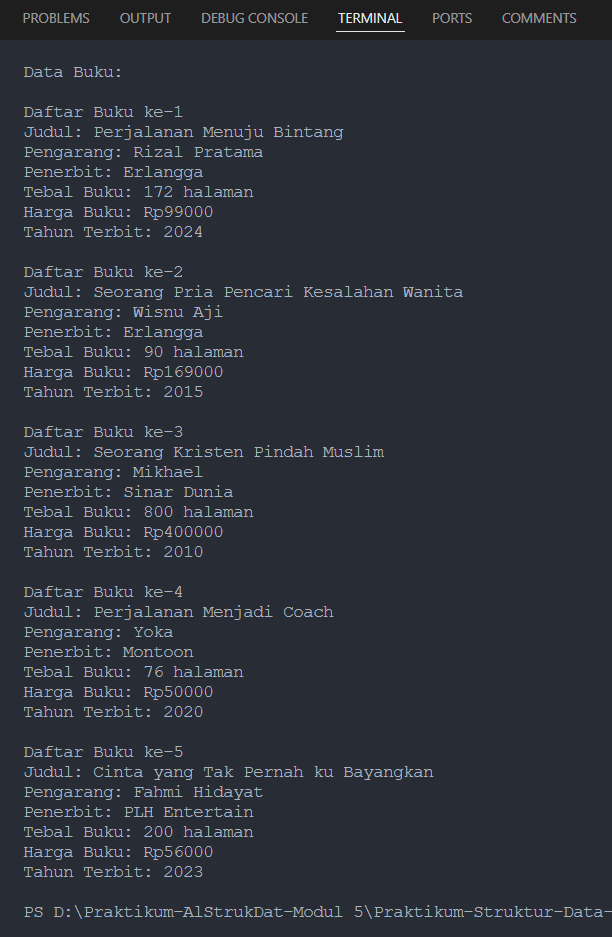 PROBLEMS OUTPUT DEBUG CONSOLE TERMINAL PORTS COMMENTS
Data Buku:
Daftar Buku ke-1
Judul: Perjalanan Menuju Bintang
Pengarang: Rizal Pratama
Penerbit: Erlangga
Tebal Buku: 172 halaman
Harga Buku: Rp99000
Tahun Terbit: 2024
Daftar Buku ke-2
Judul: Seorang Pria Pencari Kesalahan Wanita
Pengarang: Wisnu Aji
Penerbit: Erlangga
Tebal Buku: 90 halaman
Harga Buku: Rp169000
Tahun Terbit: 2015
Daftar Buku ke-3
Judul: Seorang Kristen Pindah Muslim
Pengarang: Mikhael
Penerbit: Sinar Dunia
Tebal Buku: 800 halaman
Harga Buku: Rp400000
Tahun Terbit: 2010
Daftar Buku ke-4
Judul: Perjalanan Menjadi Coach
Pengarang: Yoka
Penerbit: Montoon
Tebal Buku: 76 halaman
Harga Buku: Rp50000
Tahun Terbit: 2020
Daftar Buku ke-5
Judul: Cinta yang Tak Pernah ku Bayangkan
Pengarang: Fahmi Hidayat
Penerbit: PLH Entertain
Tebal Buku: 200 halaman
Harga Buku: Rp56000
Tahun Terbit: 2023
PS D:\Praktikum-AlStrukDat-Modul 5\Praktikum-Struktur-Data-